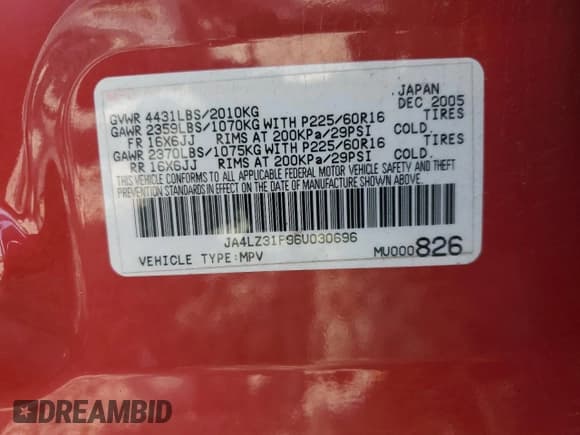 JAPAN
GVWR 4431LBS/2010KG DEC 2005
GAWR 2359LBS/1070KG WITH P225/60R16 TIRES
FR 16X6JJ RIMS AT 200KPa/29PSI COLD.
GAWR 2370LBS/1075KG WITH P225/60R16 TIRES
RR 16X6JJ RIMS AT 200KPa/29PSI COLD.
THIS VEHICLE CONFORMS TO ALL APPLICABLE FEDERAL MOTOR VEHICLE SAFETY AND THEFT PREVENTION
STANDARDS IN EFFECT ON THE DATE OF MANUFACTURE SHOWN ABOVE.
JA4LZ31F96U030696
VEHICLE TYPE:MPV MU000826
DREAMBID